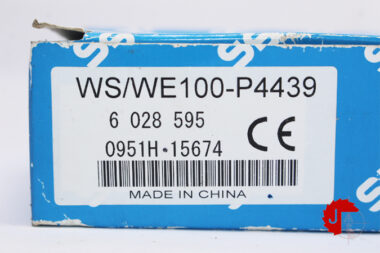 WS/WE100-P4439
6 028 595
CE
0951H·15674
MADE IN CHINA